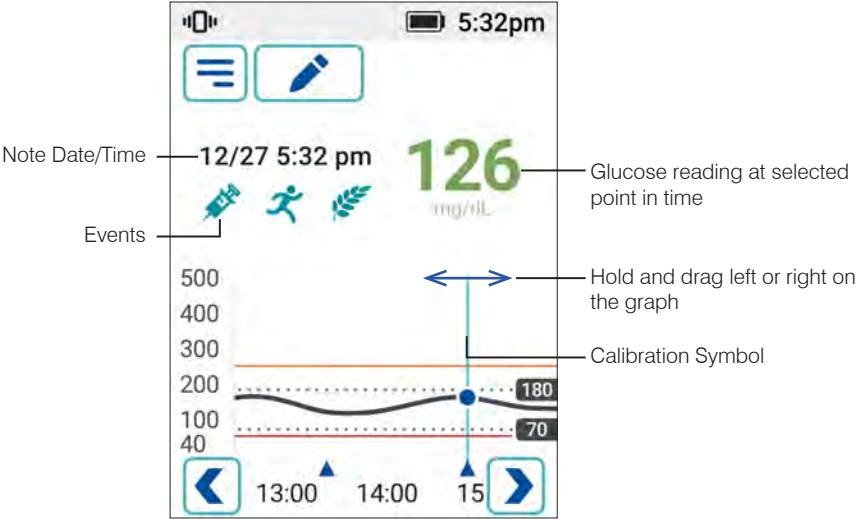 5:32pm
Note Date/Time
12/27 5:32 pm
126
mg/dL
Glucose reading at selected
point in time
Events
Hold and drag left or right on
the graph
Calibration Symbol
500
400
300
200
180
100
70
40
13:00 14:00 15